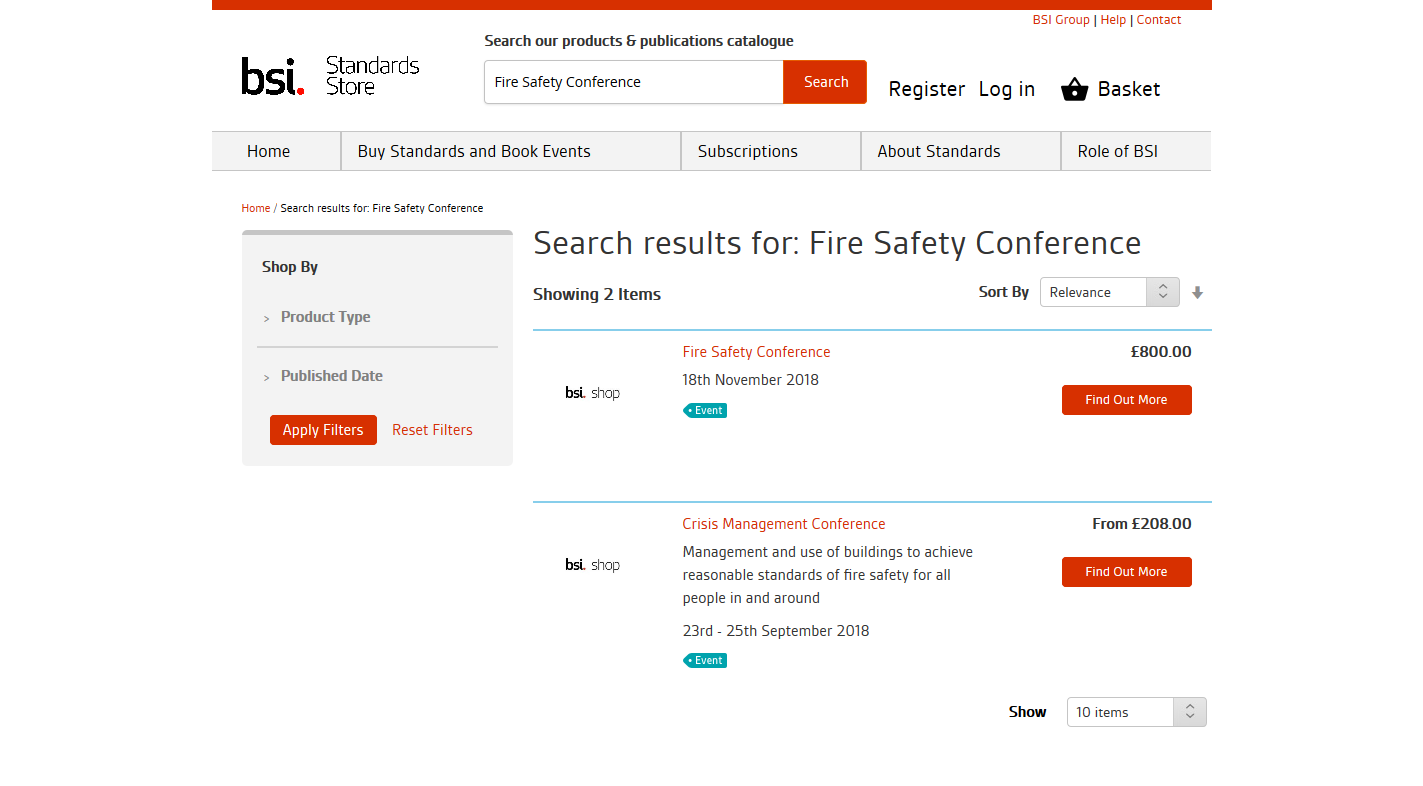 BSI Group | Help | Contact
Search our products & publications catalogue
bsi. Standards Store
Fire Safety Conference
Search
Register
Log in
Basket
Home
Buy Standards and Book Events
Subscriptions
About Standards
Role of BSI
Home / Search results for: Fire Safety Conference
Shop By
> Product Type
> Published Date
Apply Filters
Reset Filters
Search results for: Fire Safety Conference
Showing 2 Items
Sort By
Relevance
bsi. shop
Fire Safety Conference
18th November 2018
• Event
£800.00
Find Out More
bsi. shop
Crisis Management Conference
Management and use of buildings to achieve
reasonable standards of fire safety for all
people in and around
23rd - 25th September 2018
• Event
From £208.00
Find Out More
Show
10 items